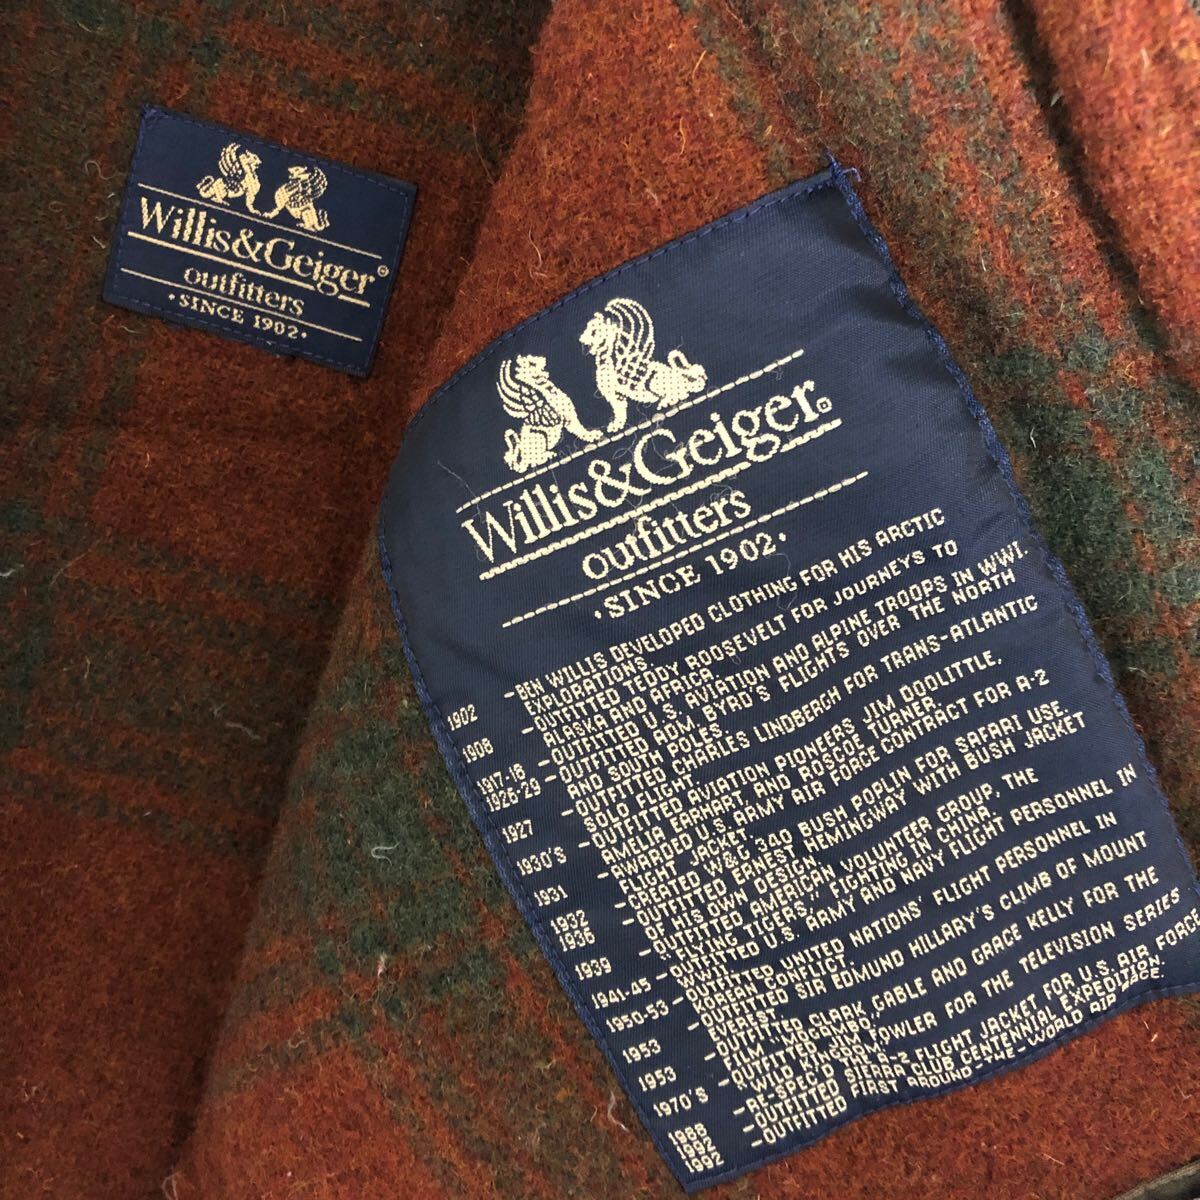 Willis&Geiger®
outfitters
·SINCE 1902·
Willis&Geiger®
outfitters
·SINCE 1902·
1902 -BEN WILLIS DEVELOPED CLOTHING FOR HIS ARCTIC
EXPLORATIONS.
1908 -OUTFITTED TEDDY ROOSEVELT FOR JOURNEYS TO
ALASKA AND AFRICA.
1917-18 -OUTFITTED U.S. AVIATION AND ALPINE TROOPS IN WWI.
1926-29 -OUTFITTED ADM. BYRD'S FLIGHTS OVER THE NORTH
AND SOUTH POLES.
1927 -OUTFITTED CHARLES LINDBERGH FOR TRANS-ATLANTIC
SOLO FLIGHT.
1930'S -OUTFITTED AVIATION PIONEERS JIM DOOLITTLE,
AMELIA EARHART, AND ROSCOE TURNER.
1931 -AWARDED U.S. ARMY AIR FORCE CONTRACT FOR A-2
FLIGHT JACKET.
1932 -CREATED W&G 340 BUSH POPLIN FOR SAFARI USE.
1936 -OUTFITTED ERNEST HEMINGWAY WITH BUSH JACKET
OF HIS OWN DESIGN.
1939 -OUTFITTED AMERICAN VOLUNTEER GROUP, THE
"FLYING TIGERS," FIGHTING IN CHINA.
1941-45 -OUTFITTED U.S. ARMY AND NAVY FLIGHT PERSONNEL IN
WWII.
1950-53 -OUTFITTED UNITED NATIONS' FLIGHT PERSONNEL IN
KOREAN CONFLICT.
1953 -OUTFITTED SIR EDMUND HILLARY'S CLIMB OF MOUNT
EVEREST.
1953 -OUTFITTED CLARK GABLE AND GRACE KELLY FOR THE
FILM "MOGAMBO."
1970'S -OUTFITTED JIM FOWLER FOR THE TELEVISION SERIES
WILD KINGDOM.
1988 -RE-SPEC'D THE A-2 FLIGHT JACKET FOR U.S. AIR FORCE
1992 -OUTFITTED SIERRA CLUB CENTENNIAL EXPEDITION.
1992 -OUTFITTED FIRST AROUND-THE-WORLD AIR RACE.